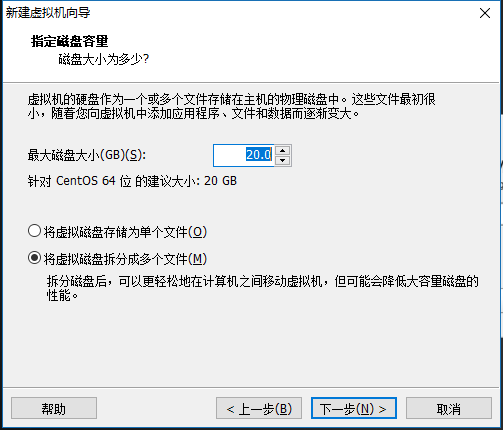 新建虚拟机向导
指定磁盘容量
磁盘大小为多少?
虚拟机的硬盘作为一个或多个文件存储在主机的物理磁盘中。这些文件最初很
小，随着您向虚拟机中添加应用程序、文件和数据而逐渐变大。
最大磁盘大小(GB)(S): 20.0
针对 CentOS 64 位 的建议大小: 20 GB
将虚拟磁盘存储为单个文件(O)
将虚拟磁盘拆分成多个文件(M)
拆分磁盘后，可以更轻松地在计算机之间移动虚拟机，但可能会降低大容量磁盘的
性能。
帮助 < 上一步(B) 下一步(N) > 取消